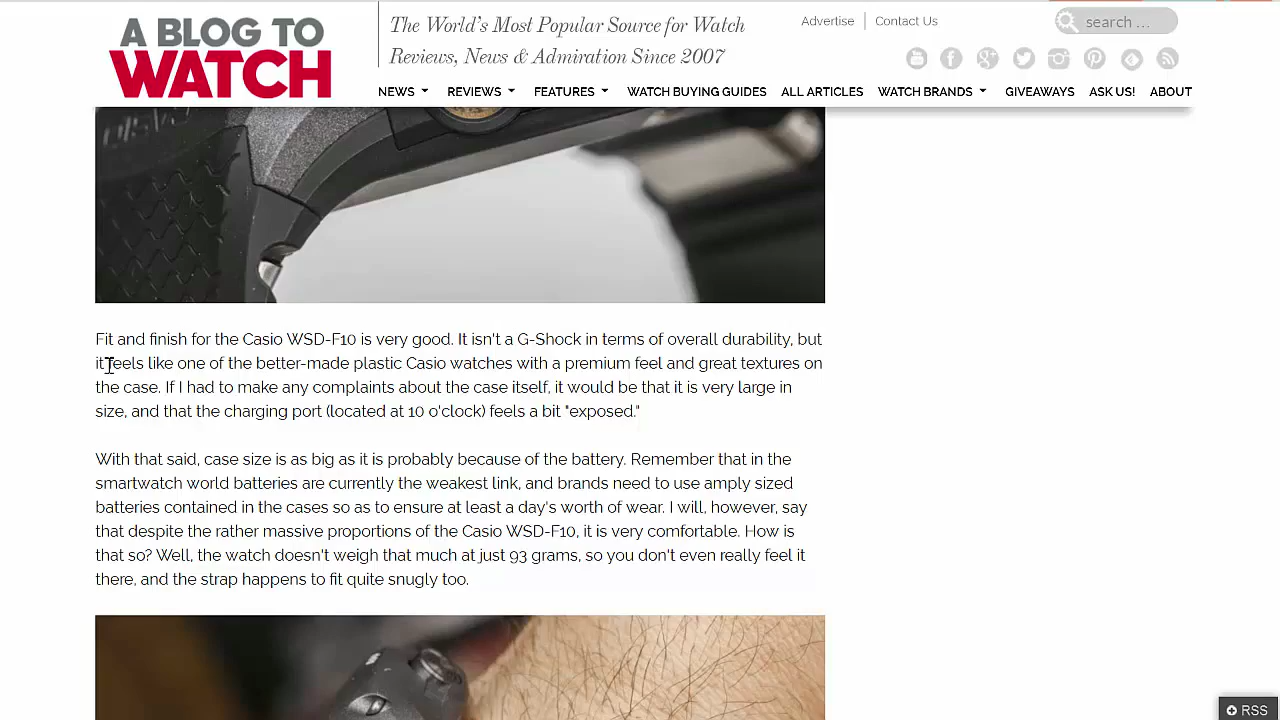 A BLOG TO
WATCH
The World's Most Popular Source for Watch
Reviews, News & Admiration Since 2007
Advertise
Contact Us
search ...
NEWS
REVIEWS
FEATURES
WATCH BUYING GUIDES
ALL ARTICLES
WATCH BRANDS
GIVEAWAYS
ASK US!
ABOUT
Fit and finish for the Casio WSD-F10 is very good. It isn't a G-Shock in terms of overall durability, but
it feels like one of the better-made plastic Casio watches with a premium feel and great textures on
the case. If I had to make any complaints about the case itself, it would be that it is very large in
size, and that the charging port (located at 10 o'clock) feels a bit "exposed."
With that said, case size is as big as it is probably because of the battery. Remember that in the
smartwatch world batteries are currently the weakest link, and brands need to use amply sized
batteries contained in the cases so as to ensure at least a day's worth of wear. I will, however, say
that despite the rather massive proportions of the Casio WSD-F10, it is very comfortable. How is
that so? Well, the watch doesn't weigh that much at just 93 grams, so you don't even really feel it
there, and the strap happens to fit quite snugly too.
RSS